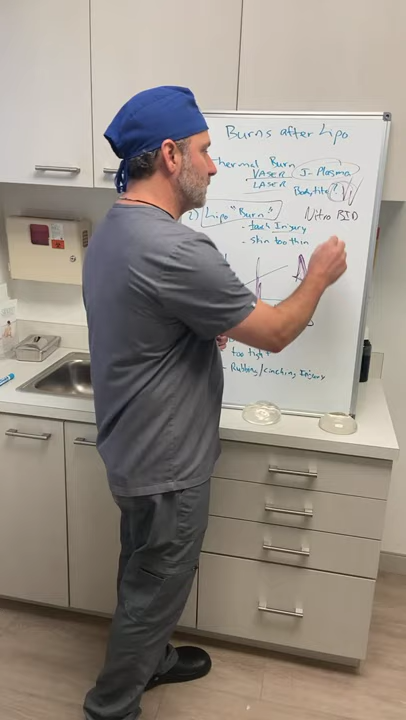 Burns after Lipo
Thermal Burn
VASER J-Plasma
LASER Bodytite
2) Lipo "Burn" Nitro BID
- Injury
- skin too thin
too tight
- Rubbing/cinching Injury